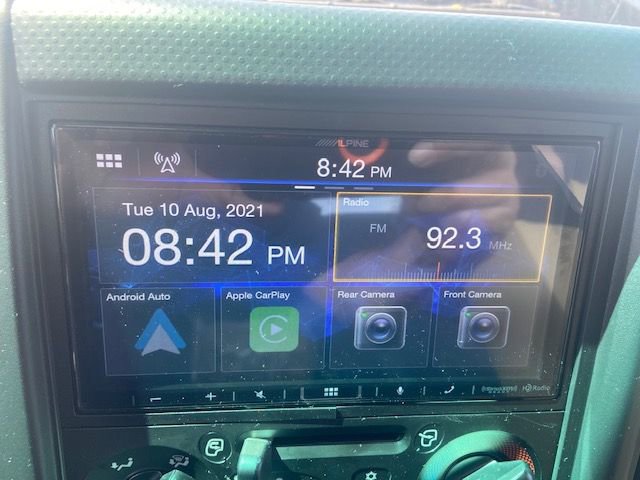 ALPINE
8:42 PM
Tue 10 Aug, 2021
08:42 PM
Radio
FM
92.3 MHz
Android Auto
Apple CarPlay
Rear Camera
Front Camera
SiriusXM
HD Radio